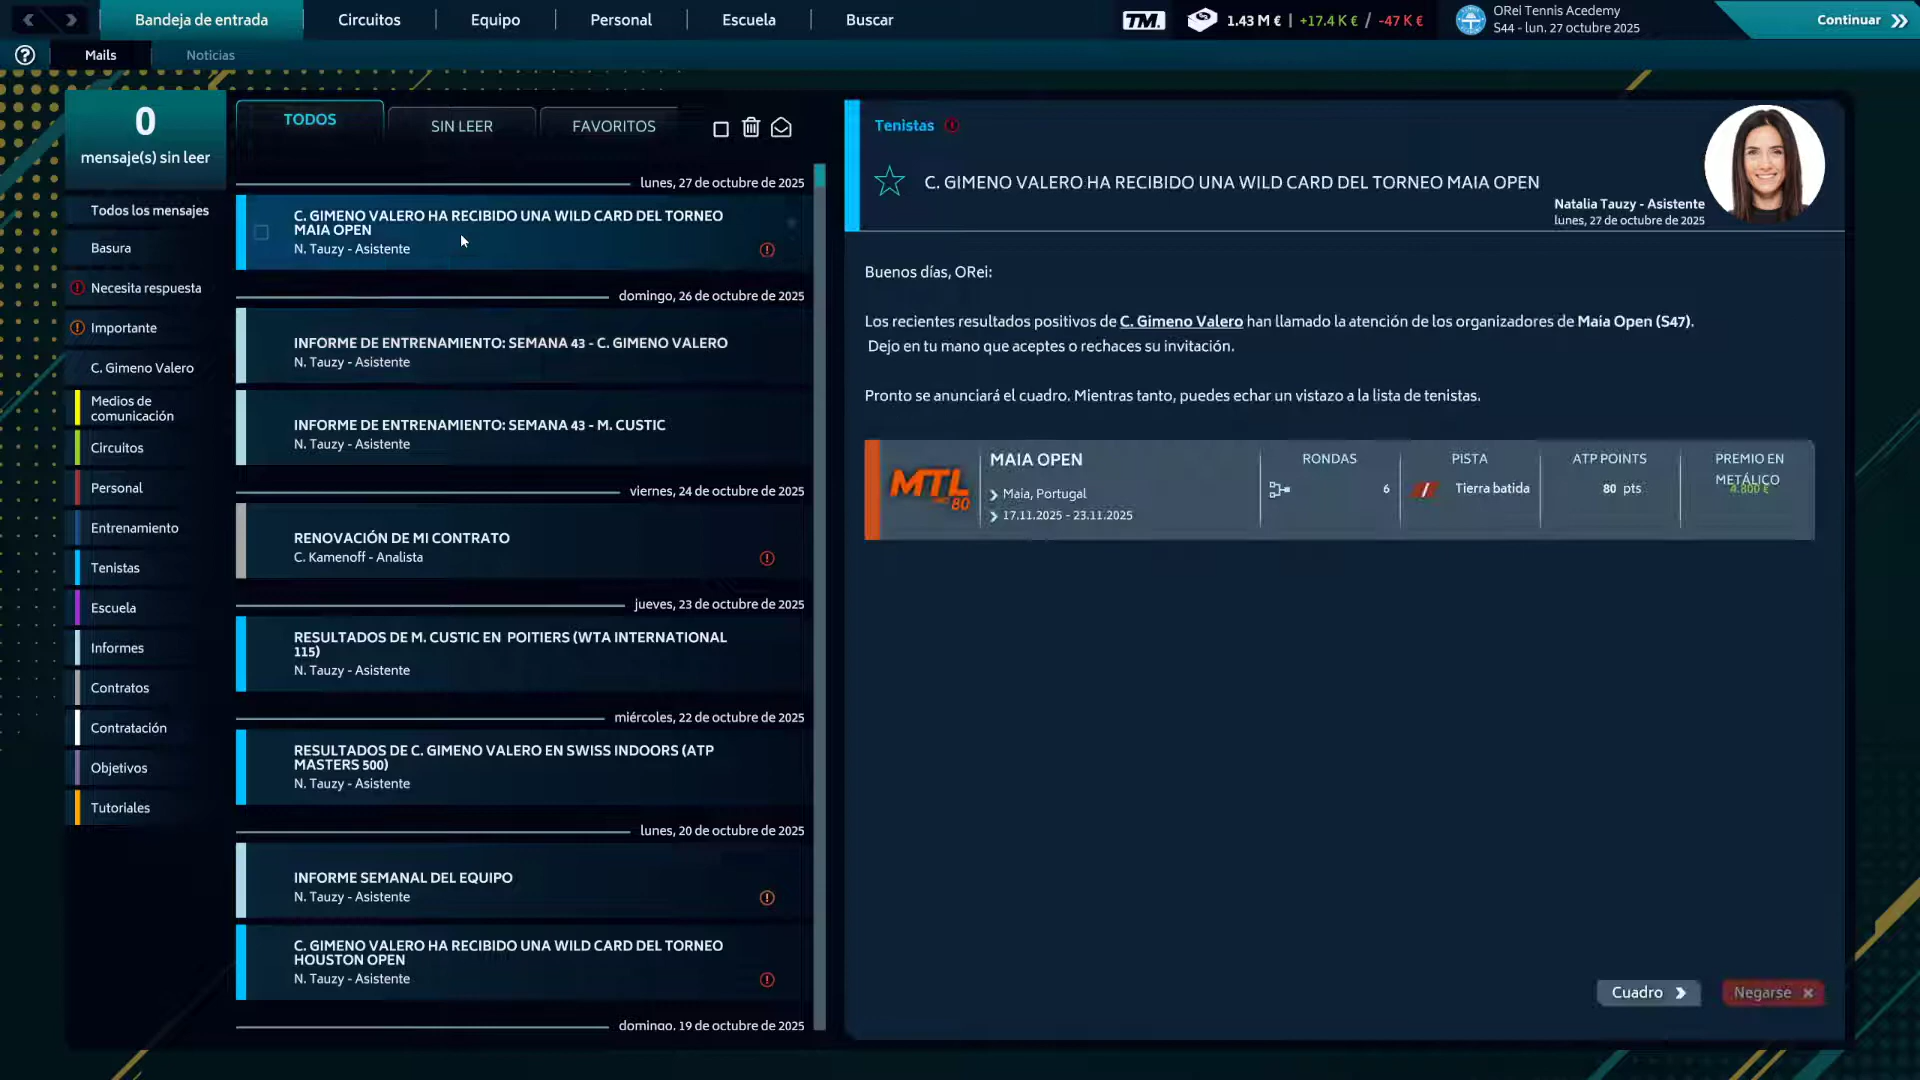 Bandeja de entrada
Circuitos
Equipo
Personal
Escuela
Buscar
TM.
1.43 M € | +17.4 K € / -47 K €
ORei Tennis Academy
S44 - lun. 27 octubre 2025
Continuar
Mails
Noticias
0
mensaje(s) sin leer
Todos los mensajes
Basura
Necesita respuesta
Importante
C. Gimeno Valero
Medios de
comunicación
Circuitos
Personal
Entrenamiento
Tenistas
Escuela
Informes
Contratos
Contratación
Objetivos
Tutoriales
TODOS
SIN LEER
FAVORITOS
lunes, 27 de octubre de 2025
C. GIMENO VALERO HA RECIBIDO UNA WILD CARD DEL TORNEO
MAIA OPEN
N. Tauzy - Asistente
domingo, 26 de octubre de 2025
INFORME DE ENTRENAMIENTO: SEMANA 43 - C. GIMENO VALERO
N. Tauzy - Asistente
INFORME DE ENTRENAMIENTO: SEMANA 43 - M. CUSTIC
N. Tauzy - Asistente
viernes, 24 de octubre de 2025
RENOVACIÓN DE MI CONTRATO
C. Kamenoff - Analista
jueves, 23 de octubre de 2025
RESULTADOS DE M. CUSTIC EN POITIERS (WTA INTERNATIONAL
115)
N. Tauzy - Asistente
miércoles, 22 de octubre de 2025
RESULTADOS DE C. GIMENO VALERO EN SWISS INDOORS (ATP
MASTERS 500)
N. Tauzy - Asistente
lunes, 20 de octubre de 2025
INFORME SEMANAL DEL EQUIPO
N. Tauzy - Asistente
C. GIMENO VALERO HA RECIBIDO UNA WILD CARD DEL TORNEO
HOUSTON OPEN
N. Tauzy - Asistente
domingo, 19 de octubre de 2025
Tenistas
C. GIMENO VALERO HA RECIBIDO UNA WILD CARD DEL TORNEO MAIA OPEN
Natalia Tauzy - Asistente
lunes, 27 de octubre de 2025
Buenos días, ORei:
Los recientes resultados positivos de C. Gimeno Valero han llamado la atención de los organizadores de Maia Open (S47).
Dejo en tu mano que aceptes o rechaces su invitación.
Pronto se anunciará el cuadro. Mientras tanto, puedes echar un vistazo a la lista de tenistas.
MTL
80
MAIA OPEN
Maia, Portugal
17.11.2025 - 23.11.2025
RONDAS
6
PISTA
Tierra batida
ATP POINTS
80 pts
PREMIO EN
METÁLICO
4.800 €
Cuadro
Negarse